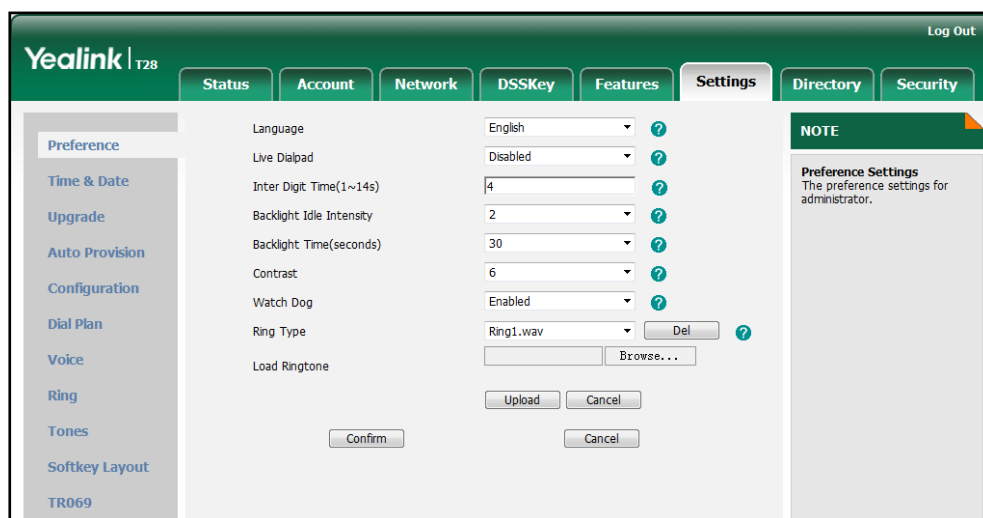 Log Out
Yealink | T28
Status Account Network DSSKey Features Settings Directory Security
Preference
Time & Date
Upgrade
Auto Provision
Configuration
Dial Plan
Voice
Ring
Tones
Softkey Layout
TR069
Language English ?
Live Dialpad Disabled ?
Inter Digit Time(1~14s) 4 ?
Backlight Idle Intensity 2 ?
Backlight Time(seconds) 30 ?
Contrast 6 ?
Watch Dog Enabled ?
Ring Type Ring1.wav Del ?
Load Ringtone Browse...
Upload Cancel
Confirm Cancel
NOTE
Preference Settings
The preference settings for
administrator.